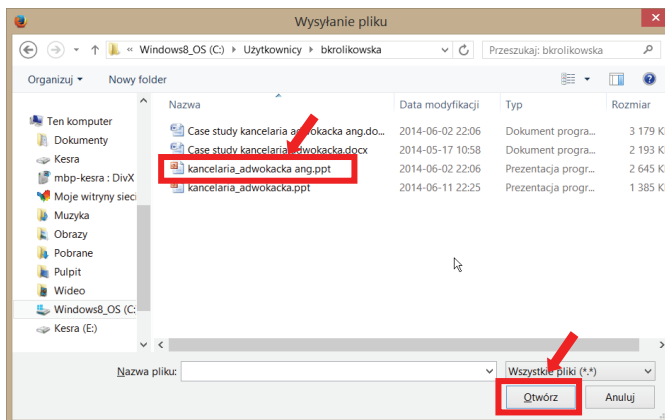 Wysyłanie pliku
« Windows8_OS (C:) Użytkownicy bkrolikowska Przeszukaj: bkrolikowska
Organizuj Nowy folder
Nazwa Data modyfikacji Typ Rozmiar
Ten komputer
Dokumenty
Kesra
mbp-kesra : DivX
Moje witryny sieci
Muzyka
Obrazy
Pobrane
Pulpit
Wideo
Windows8_OS (C:
Kesra (E:)
Case study kancelaria adwokacka ang.do... 2014-06-02 22:06 Dokument progra... 3 179 K
Case study kancelaria adwokacka.docx 2014-05-17 10:58 Dokument progra... 2 193 K
kancelaria_adwokacka ang.ppt 2014-06-02 22:06 Prezentacja progr... 2 645 K
kancelaria_adwokacka.ppt 2014-06-11 22:25 Prezentacja progr... 1 385 K
Nazwa pliku: Wszystkie pliki (*.*)
Otwórz Anuluj